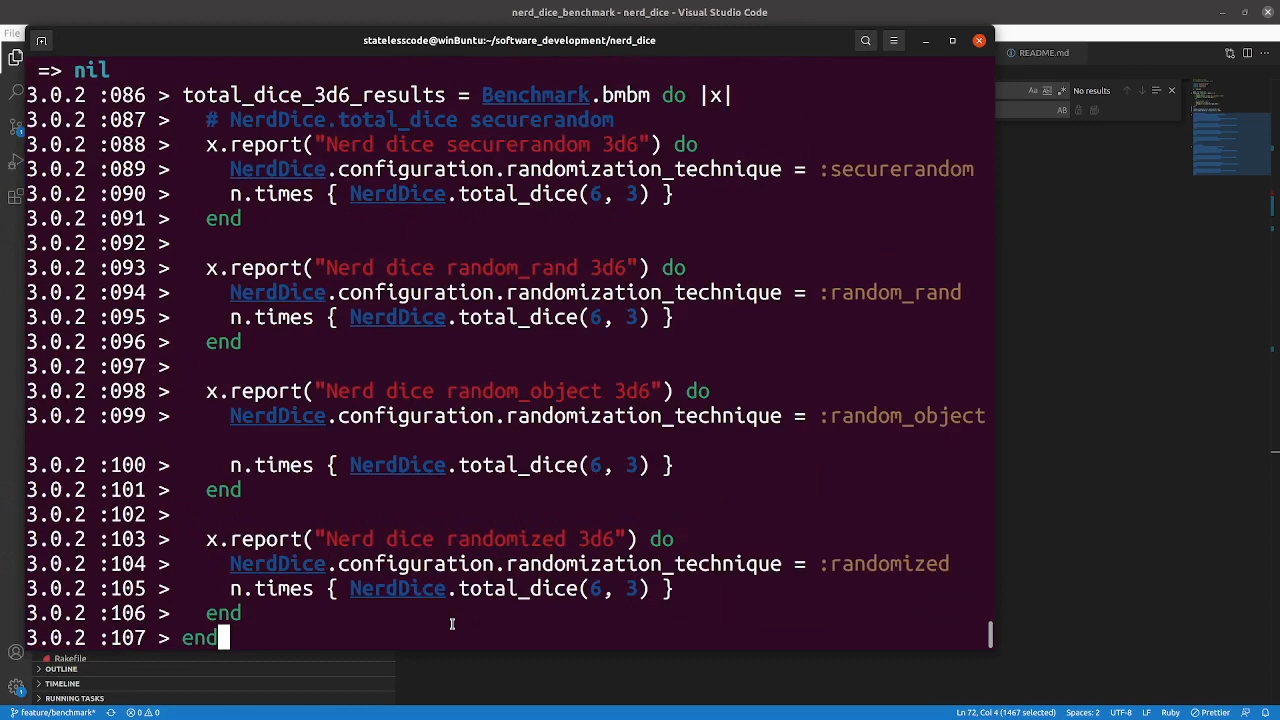 nerd_dice_benchmark - nerd_dice - Visual Studio Code
File
statelesscode@winBuntu:~/software_development/nerd_dice
README.md
No results
=> nil
3.0.2 :086 > total_dice_3d6_results = Benchmark.bmbm do |x|
3.0.2 :087 >   # NerdDice.total_dice securerandom
3.0.2 :088 >   x.report("Nerd dice securerandom 3d6") do
3.0.2 :089 >     NerdDice.configuration.randomization_technique = :securerandom
3.0.2 :090 >     n.times { NerdDice.total_dice(6, 3) }
3.0.2 :091 >   end
3.0.2 :092 >
3.0.2 :093 >   x.report("Nerd dice random_rand 3d6") do
3.0.2 :094 >     NerdDice.configuration.randomization_technique = :random_rand
3.0.2 :095 >     n.times { NerdDice.total_dice(6, 3) }
3.0.2 :096 >   end
3.0.2 :097 >
3.0.2 :098 >   x.report("Nerd dice random_object 3d6") do
3.0.2 :099 >     NerdDice.configuration.randomization_technique = :random_object
3.0.2 :100 >     n.times { NerdDice.total_dice(6, 3) }
3.0.2 :101 >   end
3.0.2 :102 >
3.0.2 :103 >   x.report("Nerd dice randomized 3d6") do
3.0.2 :104 >     NerdDice.configuration.randomization_technique = :randomized
3.0.2 :105 >     n.times { NerdDice.total_dice(6, 3) }
3.0.2 :106 >   end
3.0.2 :107 > end
Rakefile
OUTLINE
TIMELINE
RUNNING TASKS
feature/benchmark* 0 0 Ln 72, Col 4 (1467 selected) Spaces: 2 UTF-8 LF Ruby Prettier